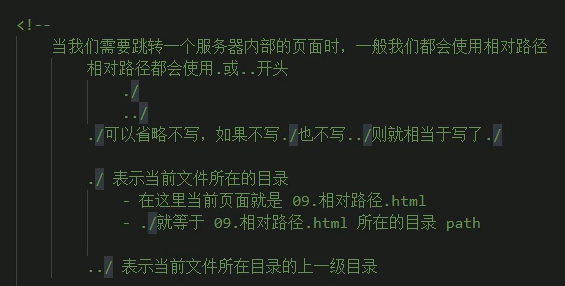 <!--
当我们需要跳转一个服务器内部的页面时，一般我们都会使用相对路径
相对路径都会使用.或..开头
./
../
./可以省略不写，如果不写./也不写../则就相当于写了./
./ 表示当前文件所在的目录
- 在这里当前页面就是 09.相对路径.html
- ./就等于 09.相对路径.html 所在的目录 path
../ 表示当前文件所在目录的上一级目录